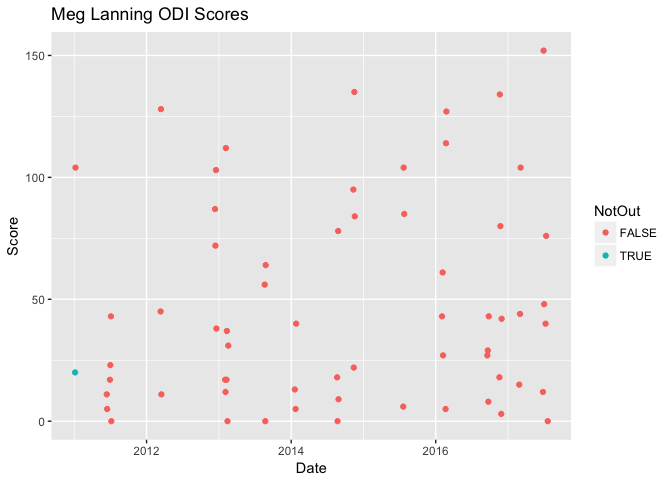 Meg Lanning ODI Scores
150
100
50
0
Score
2012
2014
2016
Date
NotOut
FALSE
TRUE